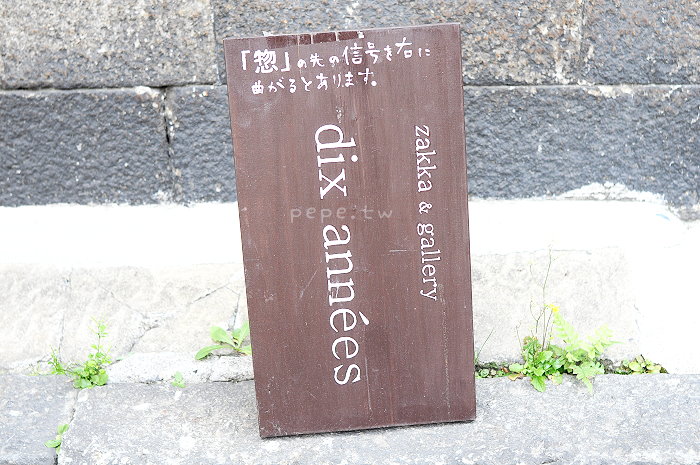 「惣」の先の信号を右に
曲がるとあります。
zakka & gallery
dix années
pepe.tw